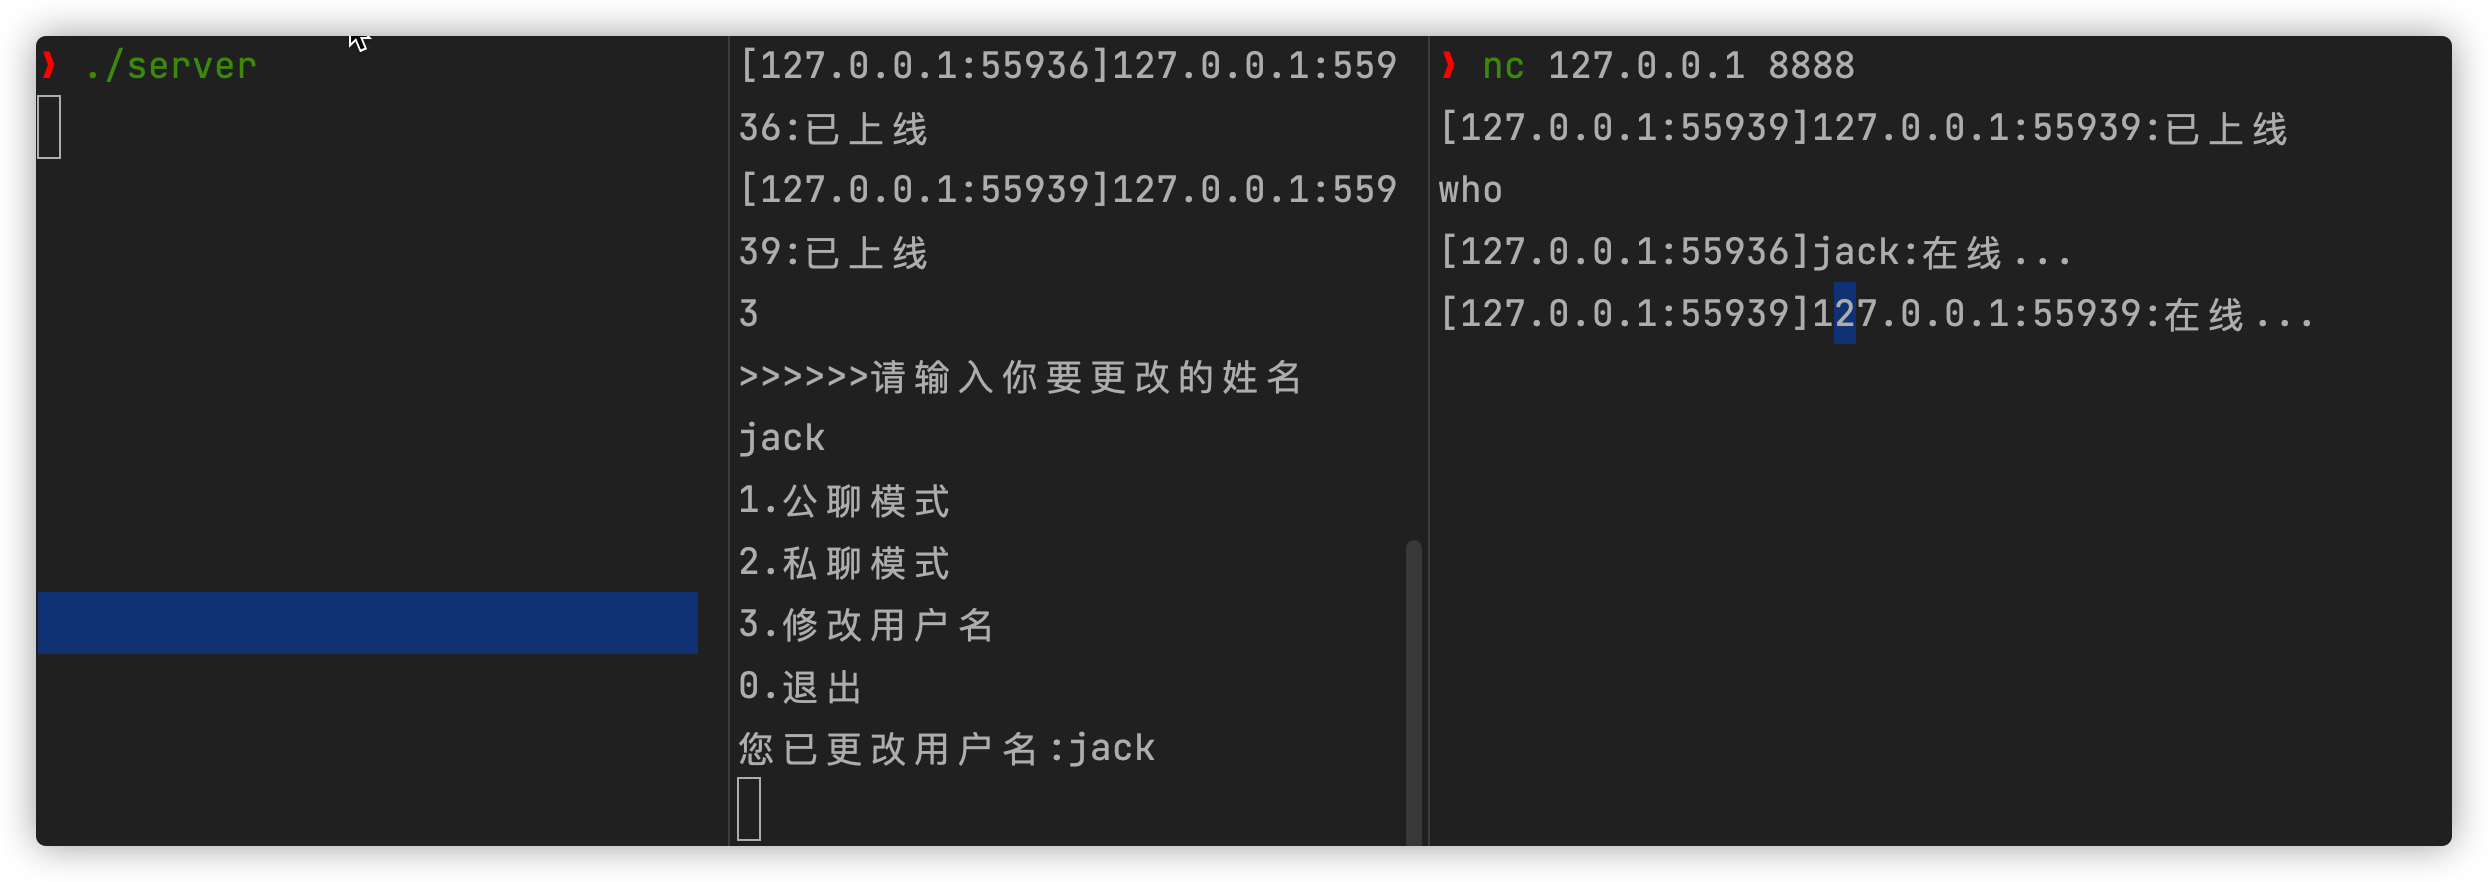 ❯ ./server
[127.0.0.1:55936]127.0.0.1:559
36:已上线
[127.0.0.1:55939]127.0.0.1:559
39:已上线
3
>>>>>>请输入你要更改的姓名
jack
1.公聊模式
2.私聊模式
3.修改用户名
0.退出
您已更改用户名:jack
❯ nc 127.0.0.1 8888
[127.0.0.1:55939]127.0.0.1:55939:已上线
who
[127.0.0.1:55936]jack:在线...
[127.0.0.1:55939]127.0.0.1:55939:在线...